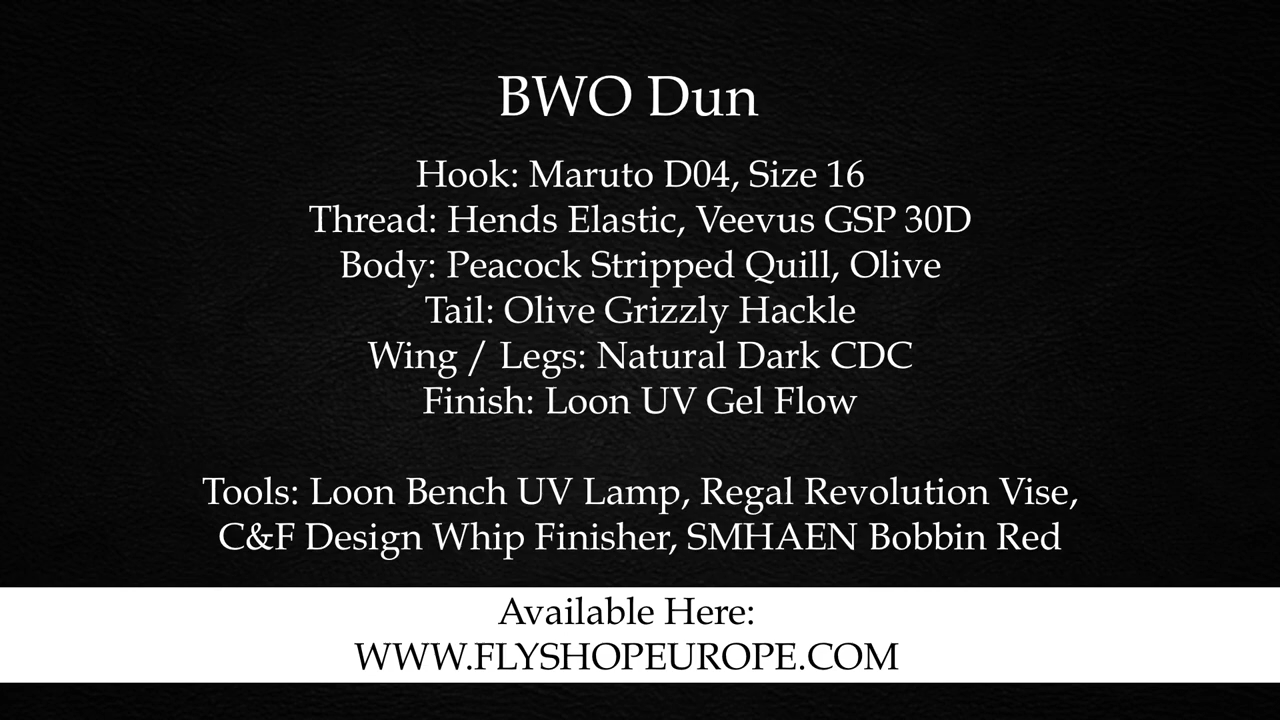 BWO Dun
Hook: Maruto D04, Size 16
Thread: Hends Elastic, Veevus GSP 30D
Body: Peacock Stripped Quill, Olive
Tail: Olive Grizzly Hackle
Wing / Legs: Natural Dark CDC
Finish: Loon UV Gel Flow
Tools: Loon Bench UV Lamp, Regal Revolution Vise,
C&F Design Whip Finisher, SMHAEN Bobbin Red
Available Here:
WWW.FLYSHOPEUROPE.COM